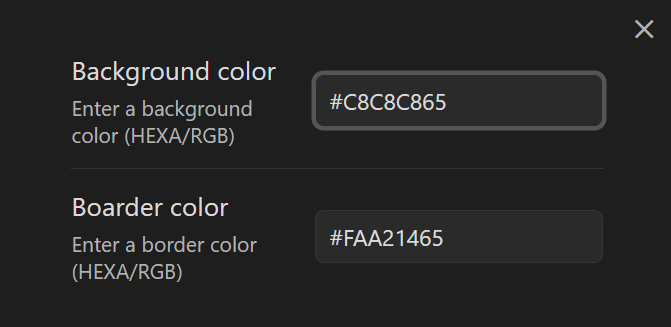 Background color
Enter a background
color (HEXA/RGB)
#C8C8C865
Boarder color
Enter a border color
(HEXA/RGB)
#FAA21465